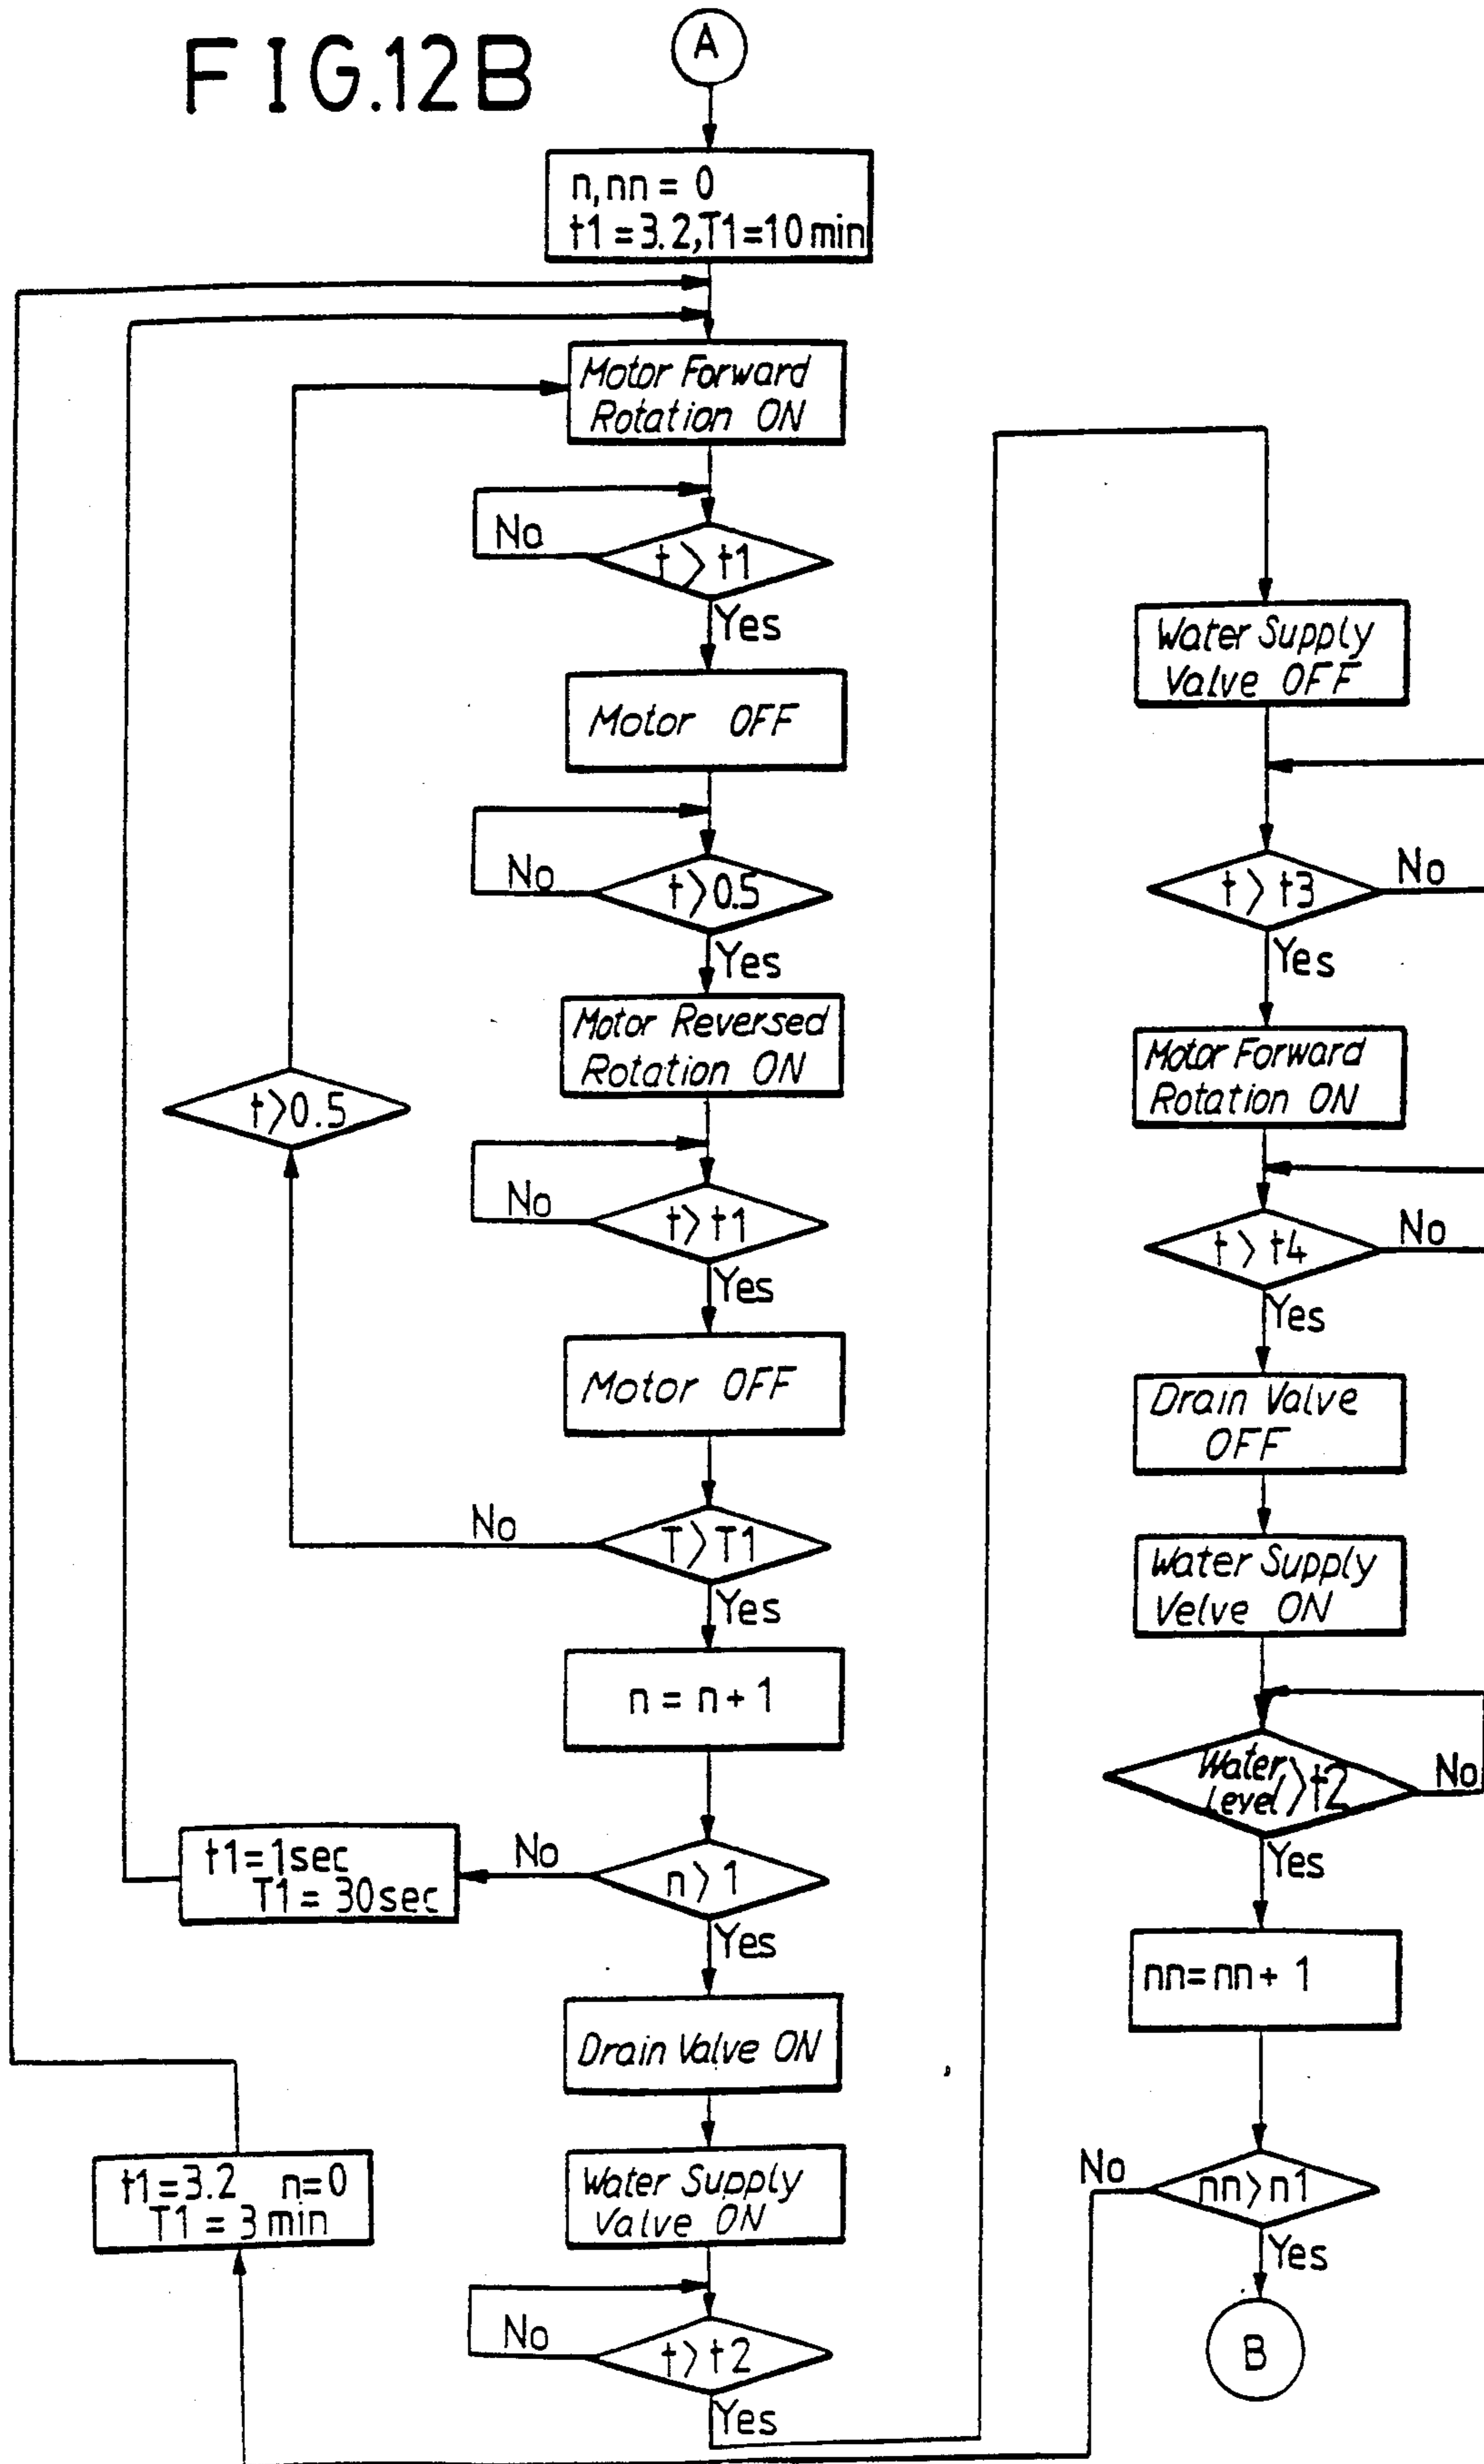 FIG.12B
A
n,nn = 0
t1 = 3.2,T1=10 min
Motor Forward
Rotation ON
No
t>t1
Yes
Motor OFF
No
t>0.5
Yes
Motor Reversed
Rotation ON
t>0.5
No
t>t1
Yes
Motor OFF
No
T>T1
Yes
n = n+1
t1=1sec
T1=30sec
No
n>1
Yes
Drain Valve ON
t1=3.2 n=0
T1=3min
Water Supply
Valve ON
No
t>t2
Yes
Water Supply
Valve OFF
t>t3
No
Yes
Motor Forward
Rotation ON
t>t4
No
Yes
Drain Valve
OFF
Water Supply
Velve ON
Water
Level>t2
No
Yes
nn=nn+ 1
No
nn>n1
Yes
B